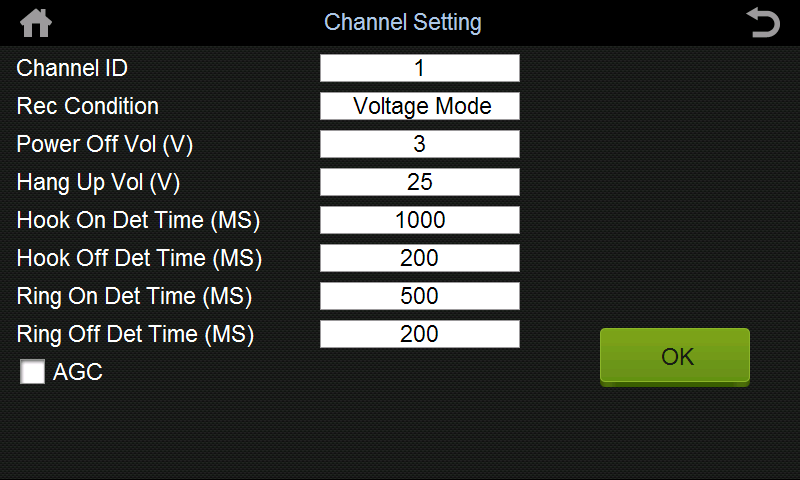 Channel Setting
Channel ID 1
Rec Condition Voltage Mode
Power Off Vol (V) 3
Hang Up Vol (V) 25
Hook On Det Time (MS) 1000
Hook Off Det Time (MS) 200
Ring On Det Time (MS) 500
Ring Off Det Time (MS) 200
OK
AGC